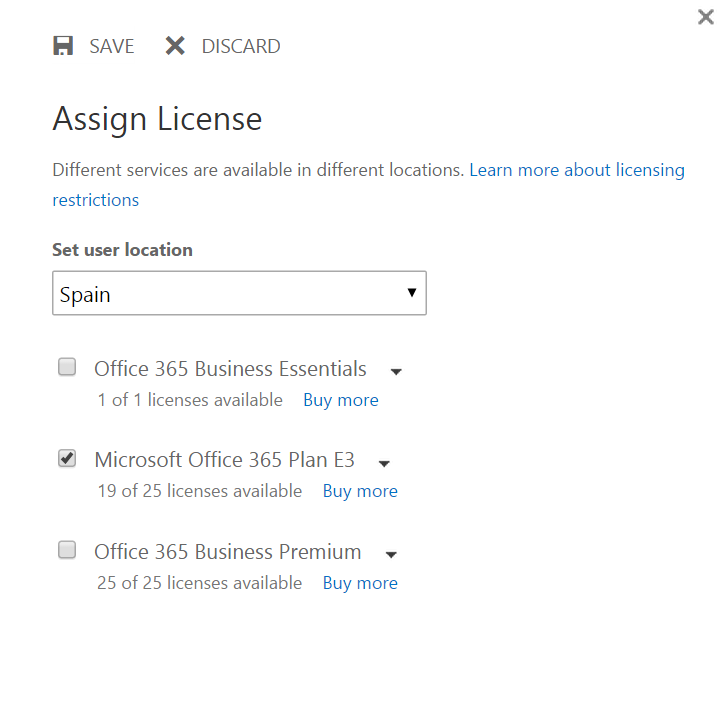 SAVE DISCARD
Assign License
Different services are available in different locations. Learn more about licensing
restrictions
Set user location
Spain
Office 365 Business Essentials
1 of 1 licenses available Buy more
Microsoft Office 365 Plan E3
19 of 25 licenses available Buy more
Office 365 Business Premium
25 of 25 licenses available Buy more